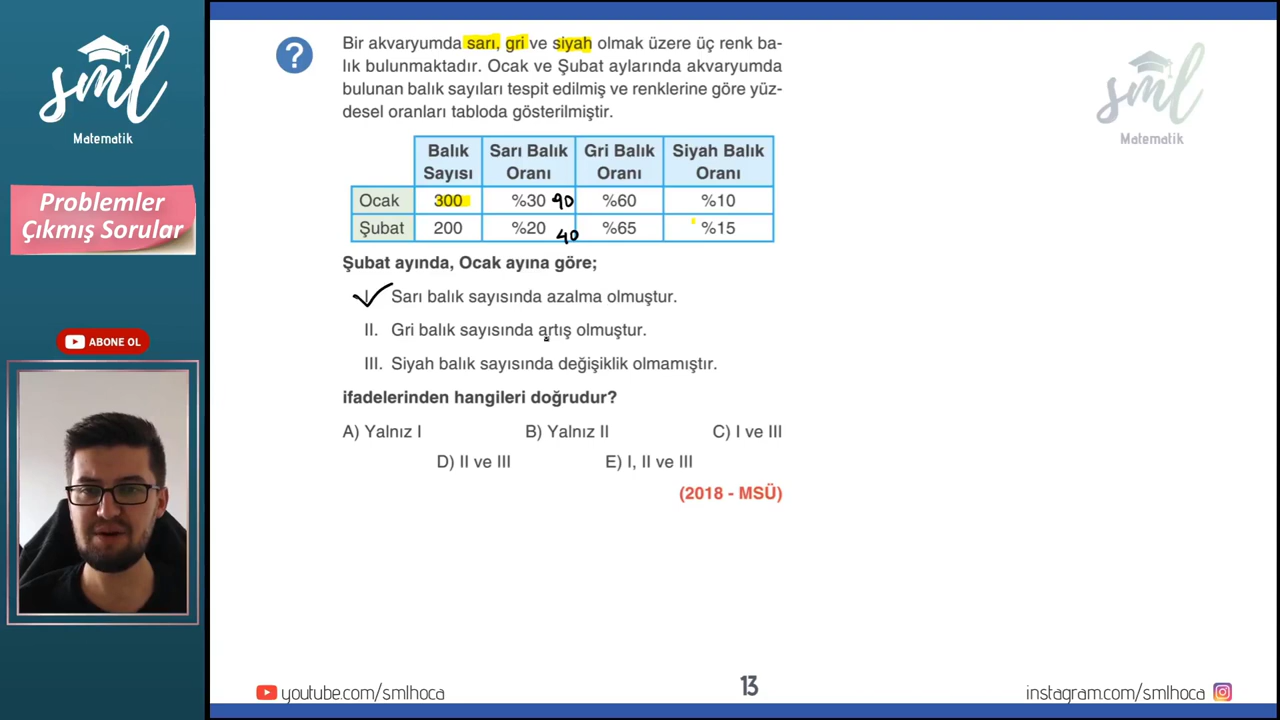 sml
Matematik
Problemler
Çıkmış Sorular
ABONE OL
?
Bir akvaryumda sarı, gri ve siyah olmak üzere üç renk ba-
lık bulunmaktadır. Ocak ve Şubat aylarında akvaryumda
bulunan balık sayıları tespit edilmiş ve renklerine göre yüz-
desel oranları tabloda gösterilmiştir.
Balık Sarı Balık Gri Balık Siyah Balık
Sayısı Oranı Oranı Oranı
Ocak 300 %30 90 %60 %10
Şubat 200 %20 40 %65 %15
Şubat ayında, Ocak ayına göre;
I. Sarı balık sayısında azalma olmuştur.
II. Gri balık sayısında artış olmuştur.
III. Siyah balık sayısında değişiklik olmamıştır.
ifadelerinden hangileri doğrudur?
A) Yalnız I B) Yalnız II C) I ve III
D) II ve III E) I, II ve III
(2018 - MSÜ)
sml
Matematik
youtube.com/smlhoca
13
instagram.com/smlhoca